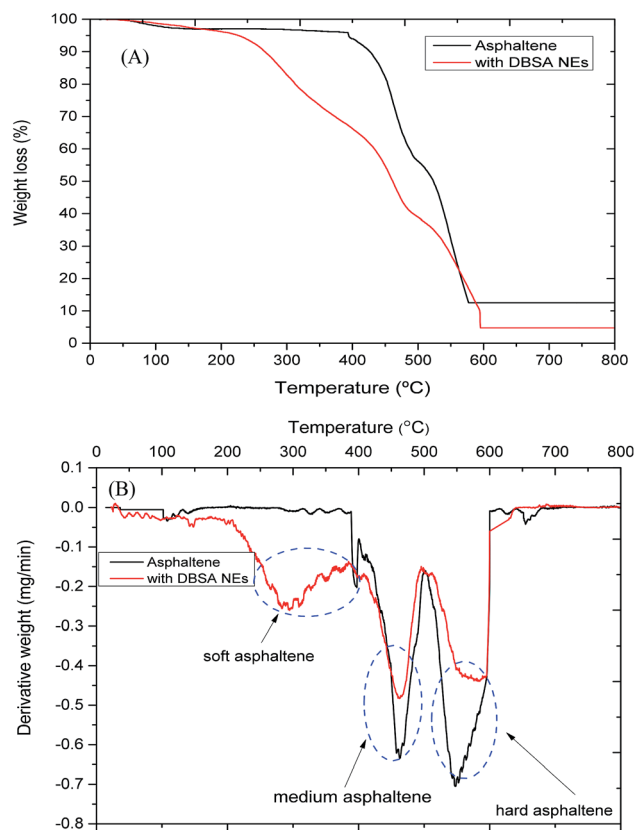 100
90
80
70
60
50
40
30
20
10
0
Weight loss (%)
(A)
Asphaltene
with DBSA NEs
0 100 200 300 400 500 600 700 800
Temperature (ºC)
Temperature (°C)
0 100 200 300 400 500 600 700 800
0.1
0.0
-0.1
-0.2
-0.3
-0.4
-0.5
-0.6
-0.7
-0.8
Derivative weight (mg/min)
(B)
Asphaltene
with DBSA NEs
soft asphaltene
medium asphaltene
hard asphaltene